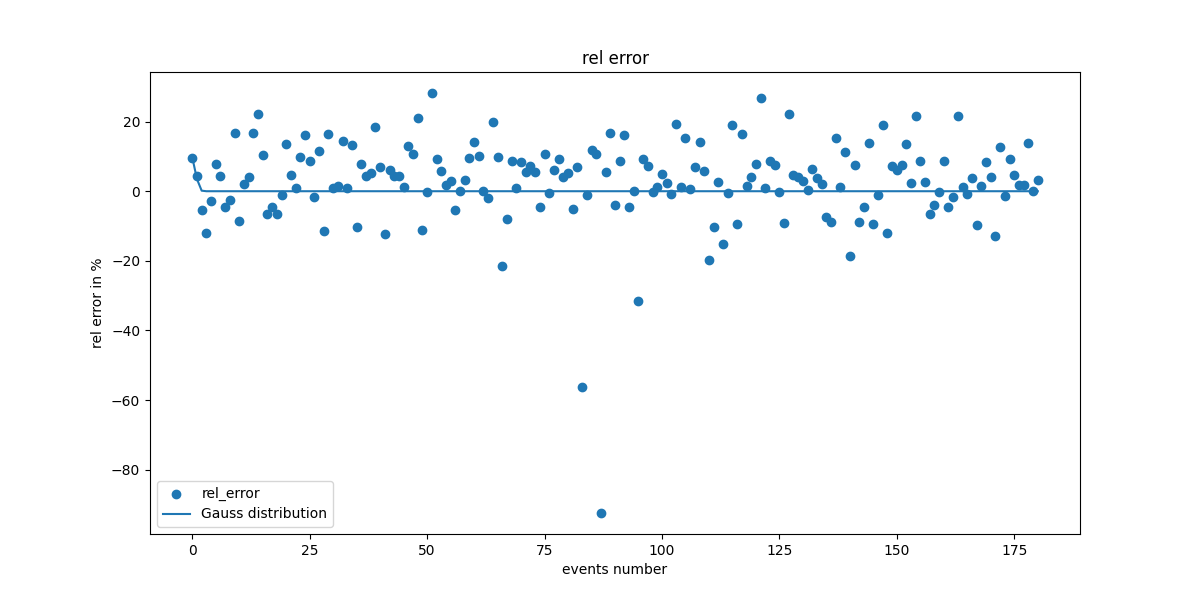 rel error
20
0
−20
−40
−60
−80
rel error in %
rel_error
Gauss distribution
0
25
50
75
100
125
150
175
events number